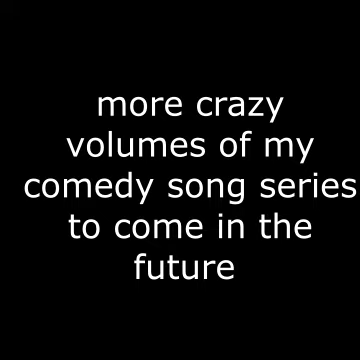 more crazy
volumes of my
comedy song series
to come in the
future